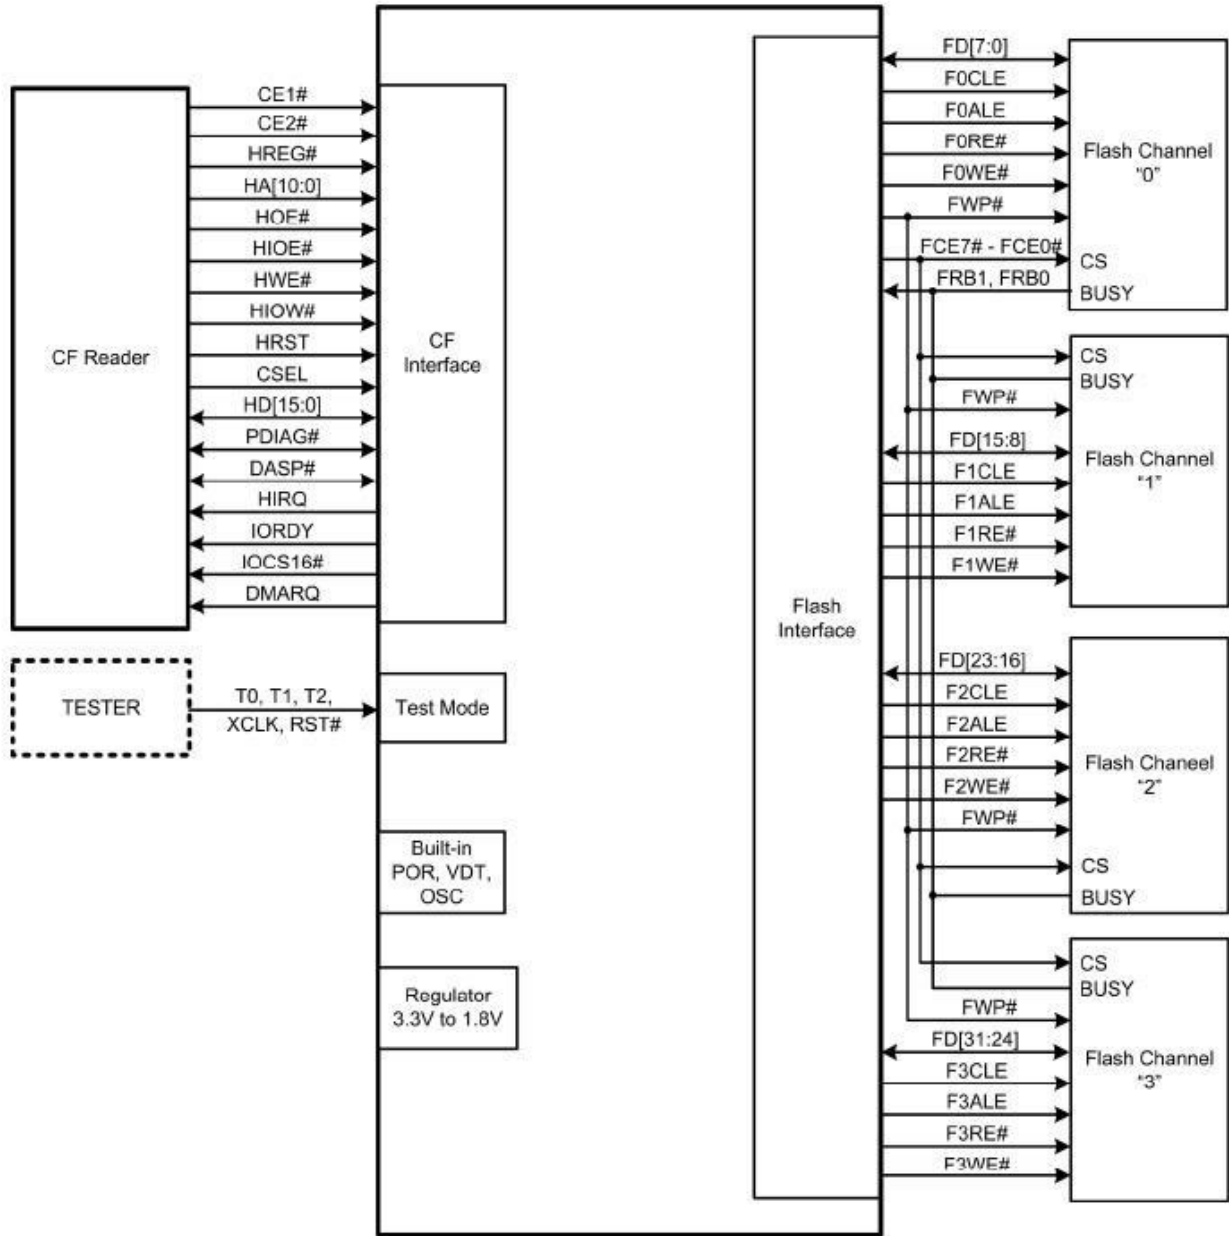 CE1#
CE2#
HREG#
HA[10:0]
HOE#
HIOE#
HWE#
HIOW#
HRST
CSEL
HD[15:0]
PDIAG#
DASP#
HIRQ
IORDY
IOCS16#
DMARQ
CF Reader
CF
Interface
TESTER
T0, T1, T2,
XCLK, RST#
Test Mode
Built-in
POR, VDT,
OSC
Regulator
3.3V to 1.8V
Flash
Interface
FD[7:0]
F0CLE
F0ALE
F0RE#
F0WE#
FWP#
FCE7# - FCE0#
FRB1, FRB0
Flash Channel
"0"
CS
BUSY
CS
BUSY
FWP#
FD[15:8]
F1CLE
F1ALE
F1RE#
F1WE#
Flash Channel
"1"
FD[23:16]
F2CLE
F2ALE
F2RE#
F2WE#
FWP#
Flash Chaneel
"2"
CS
BUSY
CS
BUSY
FWP#
FD[31:24]
F3CLE
F3ALE
F3RE#
F3WE#
Flash Channel
"3"